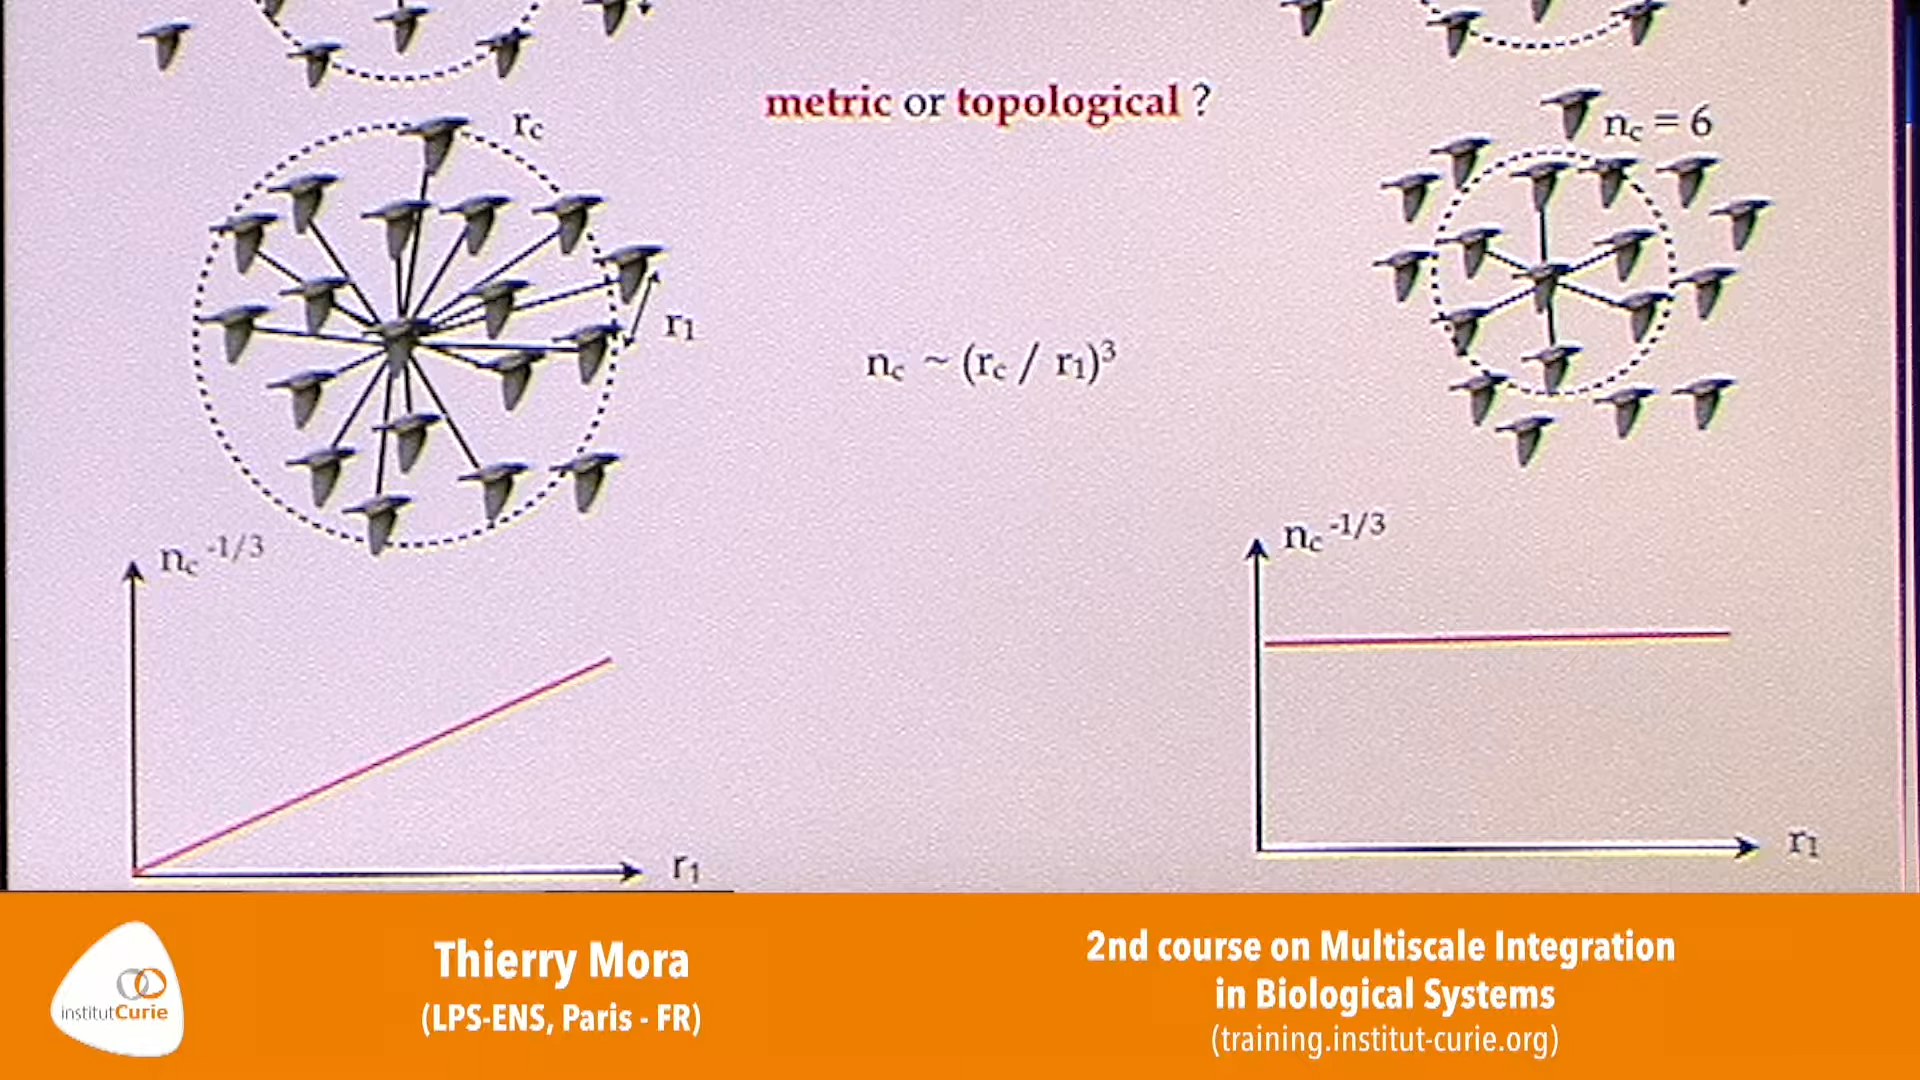 metric or topological ?
rc
nc = 6
r1
nc ~ (rc / r1)³
nc -1/3
r1
nc -1/3
r1
institutCurie
Thierry Mora
(LPS-ENS, Paris - FR)
2nd course on Multiscale Integration
in Biological Systems
(training.institut-curie.org)